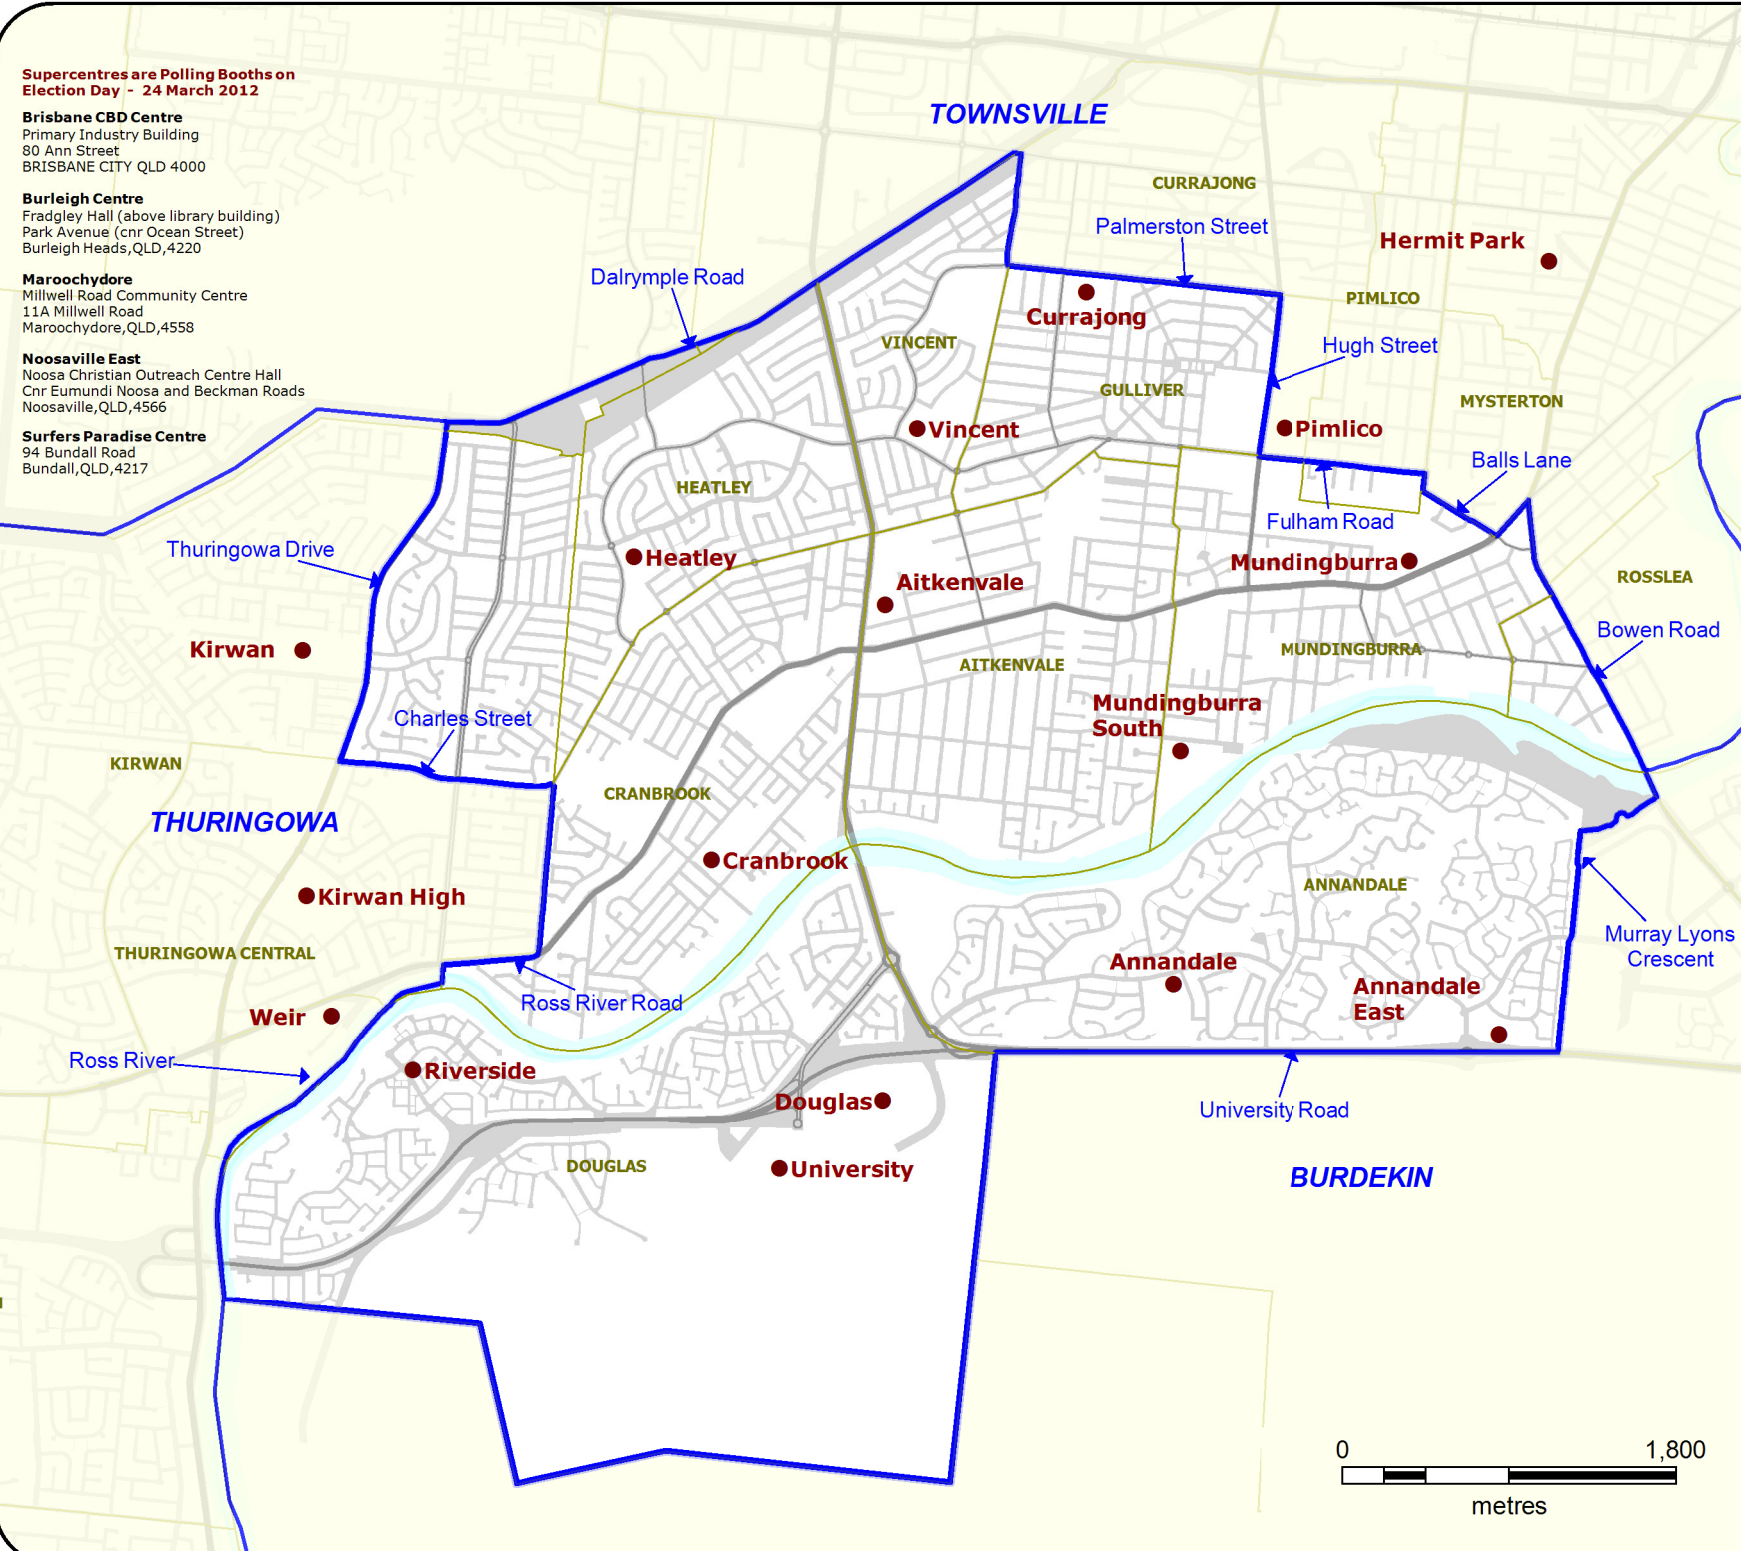 Supercentres are Polling Booths on
Election Day - 24 March 2012
Brisbane CBD Centre
Primary Industry Building
80 Ann Street
BRISBANE CITY QLD 4000
Burleigh Centre
Fradgley Hall (above library building)
Park Avenue (cnr Ocean Street)
Burleigh Heads,QLD,4220
Maroochydore
Millwell Road Community Centre
11A Millwell Road
Maroochydore,QLD,4558
Noosaville East
Noosa Christian Outreach Centre Hall
Cnr Eumundi Noosa and Beckman Roads
Noosaville,QLD,4566
Surfers Paradise Centre
94 Bundall Road
Bundall,QLD,4217
TOWNSVILLE
CURRAJONG
Palmerston Street
Hermit Park
Dalrymple Road
PIMLICO
Currajong
VINCENT
Hugh Street
GULLIVER
MYSTERTON
Vincent
Pimlico
Balls Lane
HEATLEY
Fulham Road
Thuringowa Drive
Heatley
Mundingburra
Aitkenvale
ROSSLEA
Bowen Road
Kirwan
MUNDINGBURRA
AITKENVALE
Mundingburra
South
Charles Street
KIRWAN
CRANBROOK
THURINGOWA
Cranbrook
ANNANDALE
Kirwan High
Murray Lyons
Crescent
THURINGOWA CENTRAL
Annandale
Annandale
East
Ross River Road
Weir
Ross River
Riverside
Douglas
University Road
DOUGLAS
University
BURDEKIN
0 1,800
metres